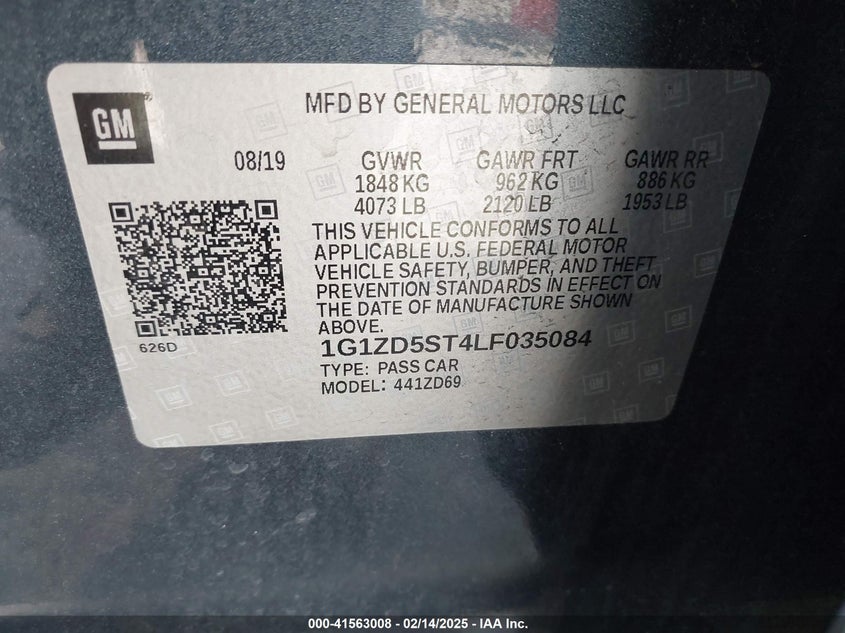 GM
MFD BY GENERAL MOTORS LLC
08/19 GVWR GAWR FRT GAWR RR
1848 KG 962 KG 886 KG
4073 LB 2120 LB 1953 LB
THIS VEHICLE CONFORMS TO ALL
APPLICABLE U.S. FEDERAL MOTOR
VEHICLE SAFETY, BUMPER, AND THEFT
PREVENTION STANDARDS IN EFFECT ON
THE DATE OF MANUFACTURE SHOWN
ABOVE.
626D
1G1ZD5ST4LF035084
TYPE: PASS CAR
MODEL: 441ZD69
000-41563008 - 02/14/2025 - IAA Inc.